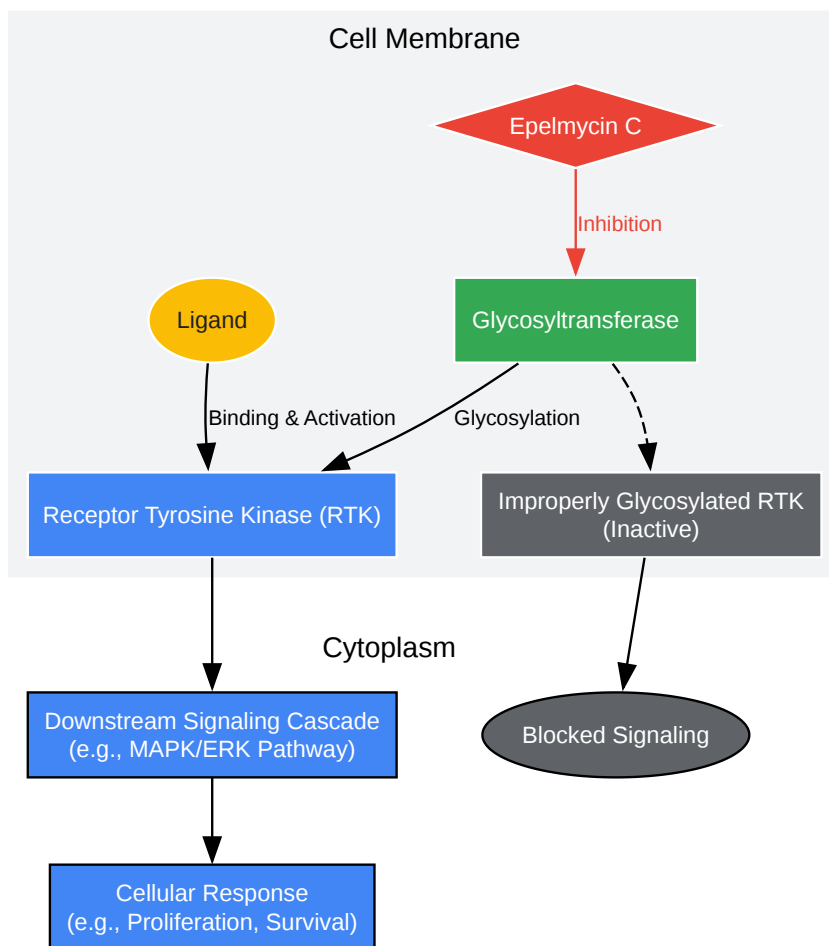 Cell Membrane
Epelmycin C
Inhibition
Ligand
Glycosyltransferase
Binding & Activation
Glycosylation
Receptor Tyrosine Kinase (RTK)
Improperly Glycosylated RTK
(Inactive)
Cytoplasm
Downstream Signaling Cascade
(e.g., MAPK/ERK Pathway)
Blocked Signaling
Cellular Response
(e.g., Proliferation, Survival)